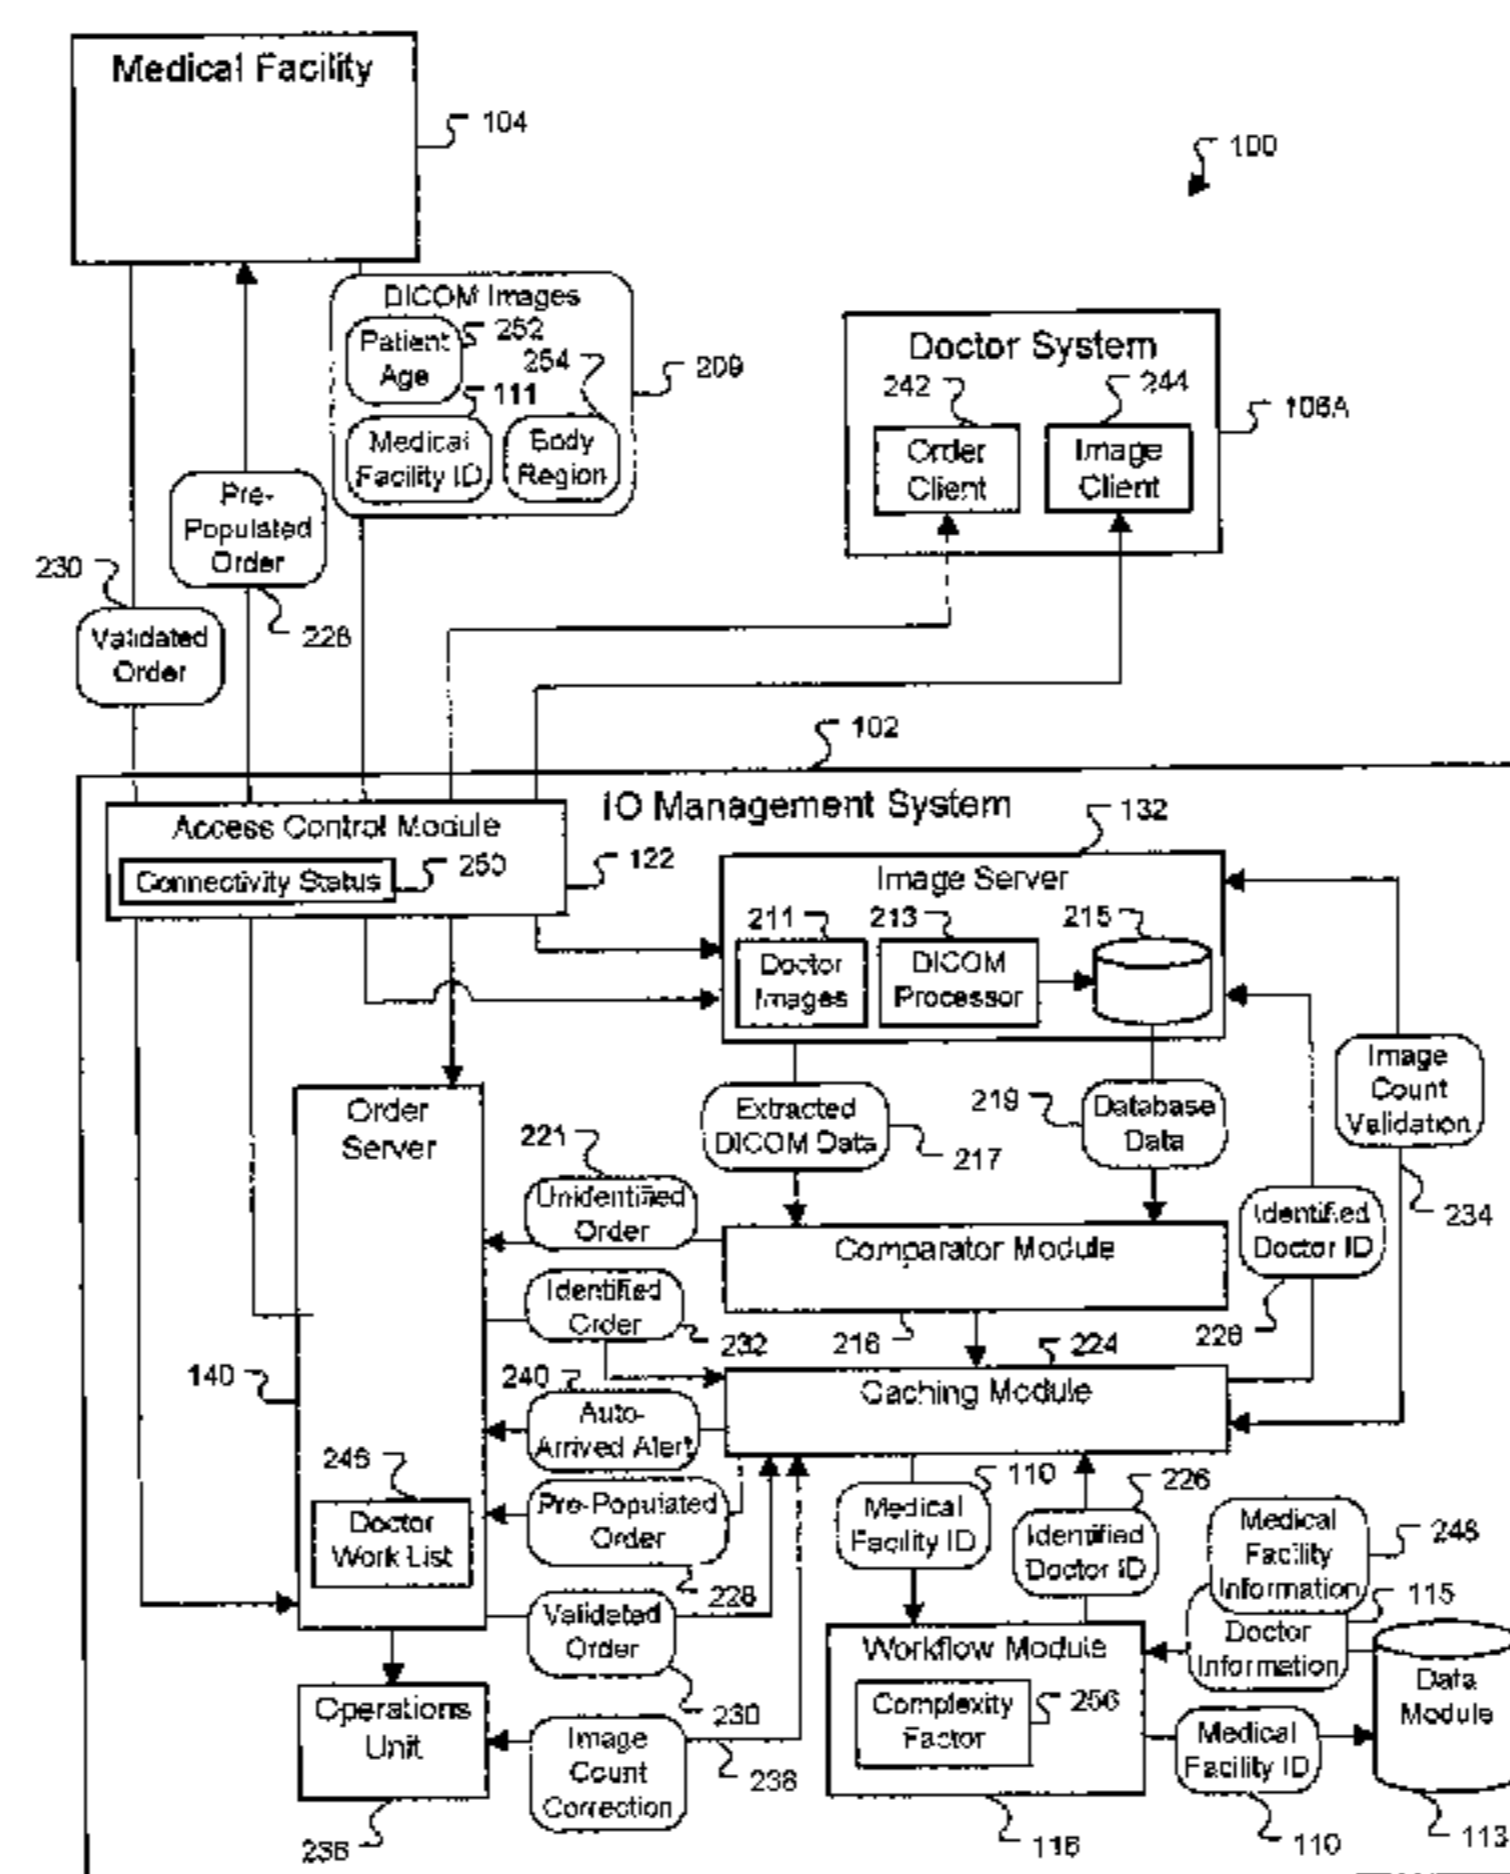 Medical Facility
104
100
DICOM Images
Patient
Age
252
254
209
111
Medical
Facility ID
Body
Region
Doctor System
242
244
106A
Order
Client
Image
Client
Pre-
Populated
Order
230
228
Validated
Order
102
IO Management System
Access Control Module
Connectivity Status
250
122
132
Image Server
211
213
215
Doctor
Images
DICOM
Processor
Image
Count
Validation
234
Order
Server
Extracted
DICOM Data
217
219
Database
Data
221
Unidentified
Order
Comparator Module
Identified
Doctor ID
226
Identified
Order
232
216
224
140
240
Caching Module
Auto-
Arrived Alert
246
Doctor
Work List
Pre-Populated
Order
228
110
Medical
Facility ID
226
Identified
Doctor ID
Medical
Facility
Information
248
115
Doctor
Information
Validated
Order
230
Workflow Module
Complexity
Factor
256
Data
Module
Operations
Unit
236
Image
Count
Correction
238
Medical
Facility ID
116
110
113